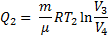 Q₂ = m/μ RT₂ ln V₃/V₄